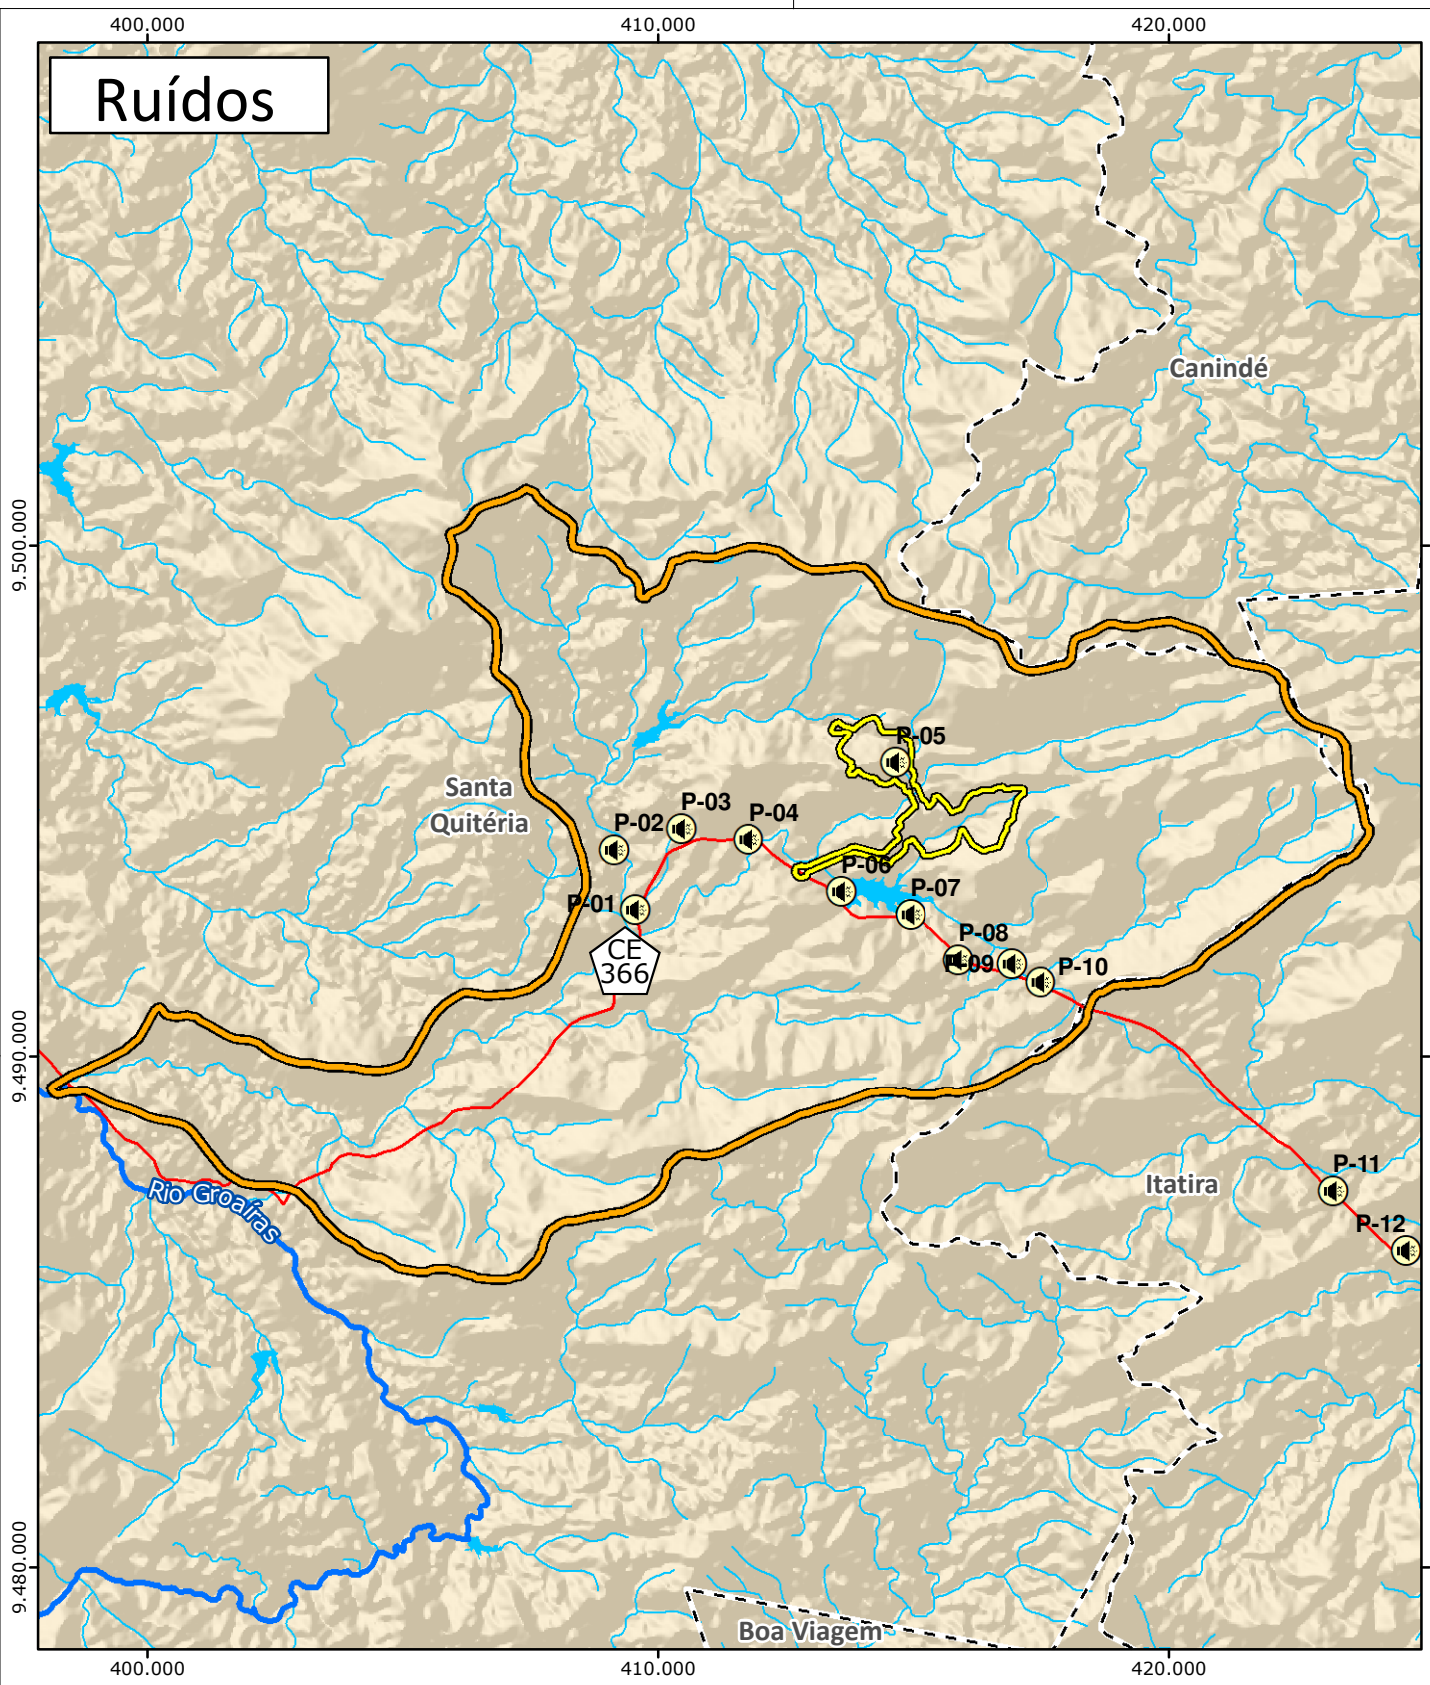 400.000
410.000
420.000
Ruídos
Canindé
9.500.000
P-05
Santa
Quitéria
P-03
P-02
P-04
P-06
P-07
P-01
P-08
CE
366
P-09
P-10
9.490.000
P-11
Itatira
Rio Groaíras
P-12
9.480.000
Boa Viagem
400.000
410.000
420.000